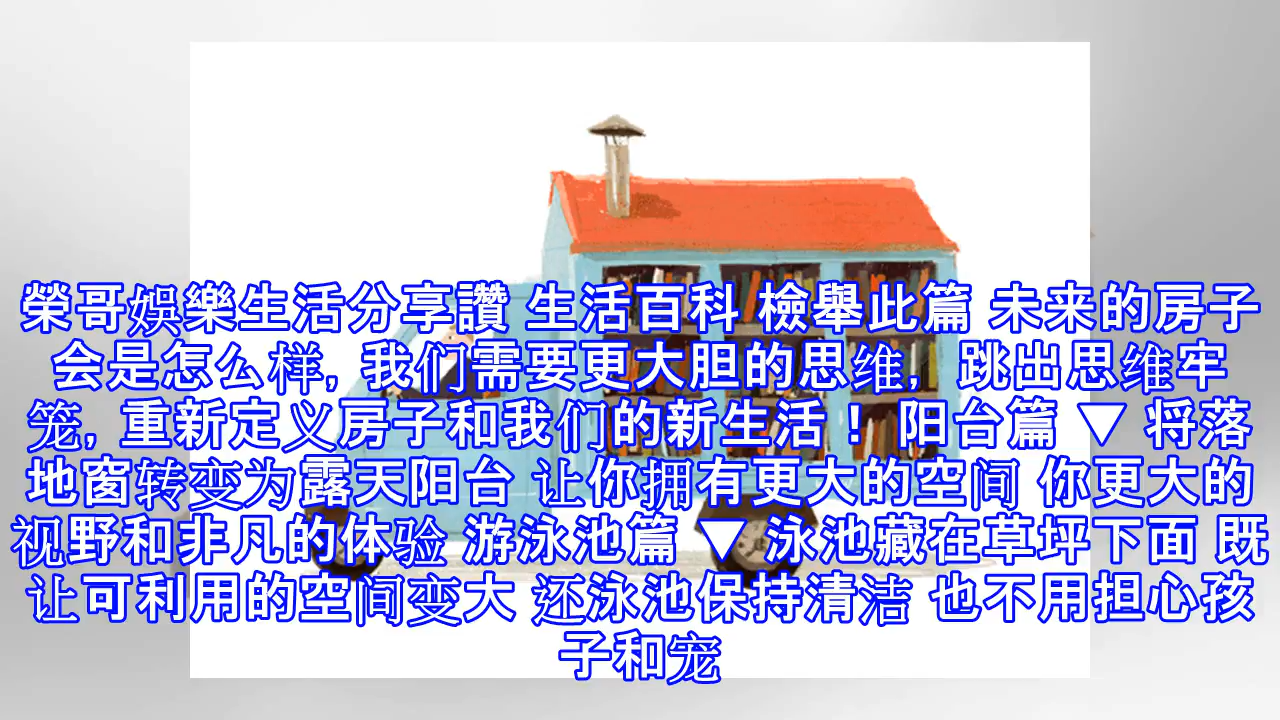 榮哥娛樂生活分享讚 生活百科 檢舉此篇 未来的房子
会是怎么样, 我们需要更大胆的思维， 跳出思维牢
笼, 重新定义房子和我们的新生活！ 阳台篇 ▼ 将落
地窗转变为露天阳台 让你拥有更大的空间 你更大的
视野和非凡的体验 游泳池篇 ▼ 泳池藏在草坪下面 既
让可利用的空间变大 还泳池保持清洁 也不用担心孩
子和宠